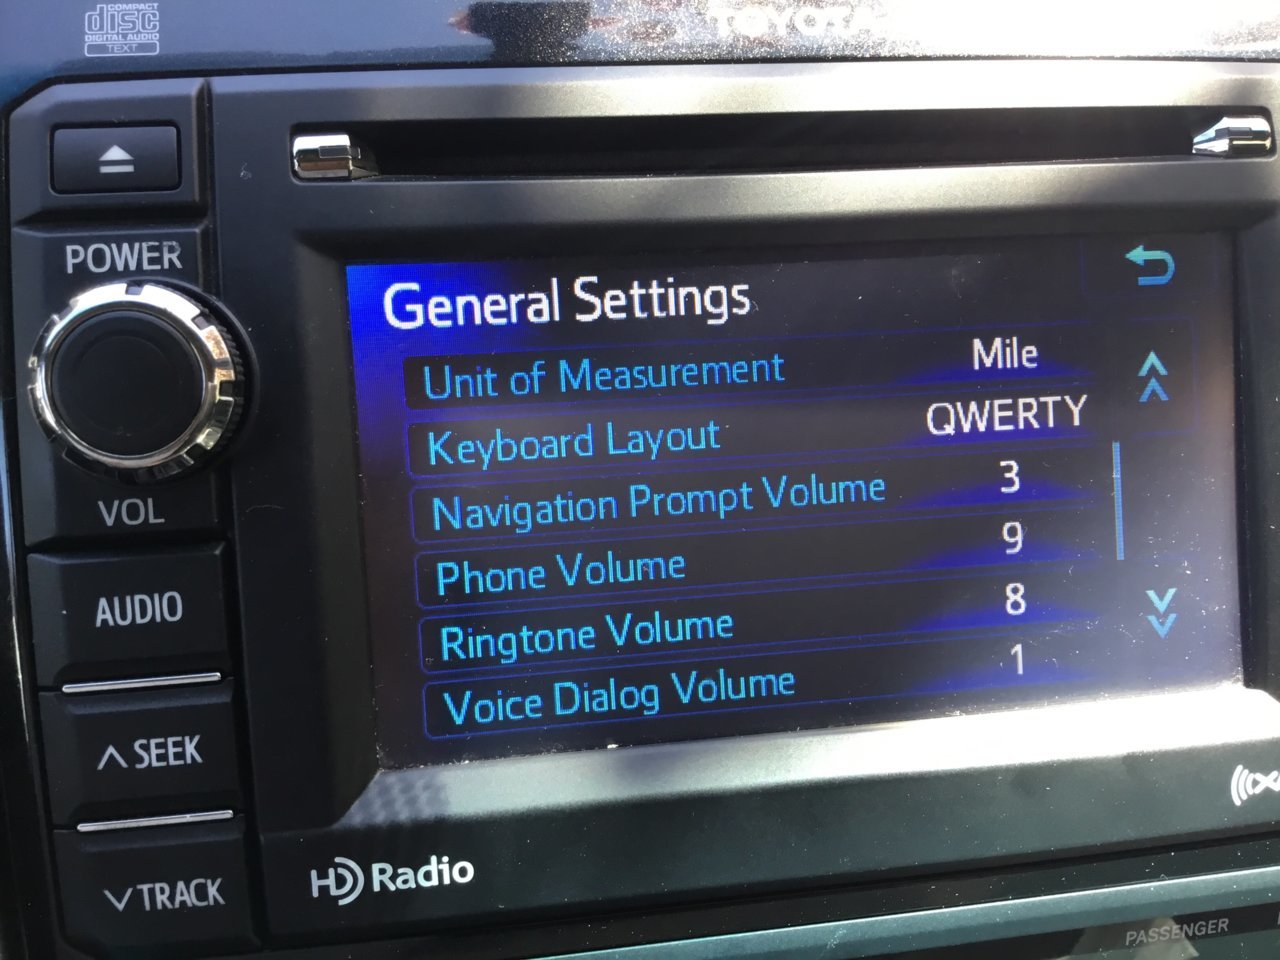 COMPACT
disc
DIGITAL AUDIO
TEXT
TOYOTA
POWER
VOL
AUDIO
SEEK
TRACK
General Settings
Unit of Measurement Mile
Keyboard Layout QWERTY
Navigation Prompt Volume 3
Phone Volume 9
Ringtone Volume 8
Voice Dialog Volume 1
HD Radio
PASSENGER